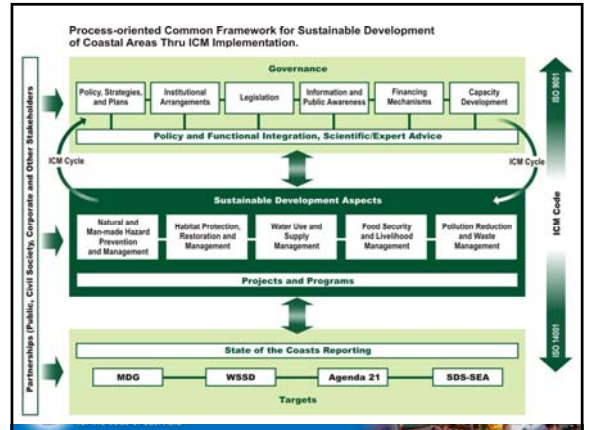 Process-oriented Common Framework for Sustainable Development
of Coastal Areas Thru ICM Implementation.
Partnerships (Public, Civil Society, Corporate and Other Stakeholders
Governance
Policy, Strategies,
and Plans
Institutional
Arrangements
Legislation
Information and
Public Awareness
Financing
Mechanisms
Capacity
Development
Policy and Functional Integration, Scientific/Expert Advice
ICM Cycle
ICM Cycle
Sustainable Development Aspects
Natural and
Man-made Hazard
Prevention
and Management
Habitat Protection,
Restoration and
Management
Water Use and
Supply
Management
Food Security
and Livelihood
Management
Pollution Reduction
and Waste
Management
Projects and Programs
State of the Coasts Reporting
MDG
WSSD
Agenda 21
SDS-SEA
Targets
ISO 9001
ICM Code
ISO 14001